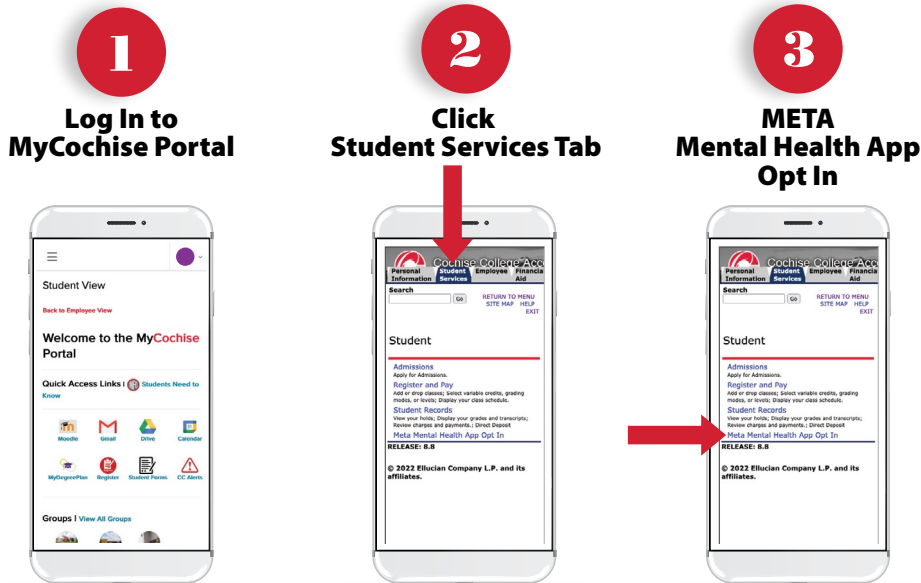 1
Log In to
MyCochise Portal
Student View
Back to Employee View
Welcome to the MyCochise
Portal
Quick Access Links | Students Need to
Know
Moodle Gmail Drive Calendar
MyDegreePlan Register Student Forms CC Alerts
Groups | View All Groups
2
Click
Student Services Tab
Cochise College Acc
Personal Information Student Services Employee Financia Aid
Search
Go
RETURN TO MENU
SITE MAP HELP
EXIT
Student
Admissions
Apply for Admissions.
Register and Pay
Add or drop classes; Select variable credits, grading
modes, or levels; Display your class schedule.
Student Records
View your holds; Display your grades and transcripts;
Review charges and payments.; Direct Deposit
Meta Mental Health App Opt In
RELEASE: 8.8
© 2022 Ellucian Company L.P. and its
affiliates.
3
META
Mental Health App
Opt In
Cochise College Acco
Personal Information Student Services Employee Financia Aid
Search
Go
RETURN TO MENU
SITE MAP HELP
EXIT
Student
Admissions
Apply for Admissions.
Register and Pay
Add or drop classes; Select variable credits, grading
modes, or levels; Display your class schedule.
Student Records
View your holds; Display your grades and transcripts;
Review charges and payments.; Direct Deposit
Meta Mental Health App Opt In
RELEASE: 8.8
© 2022 Ellucian Company L.P. and its
affiliates.